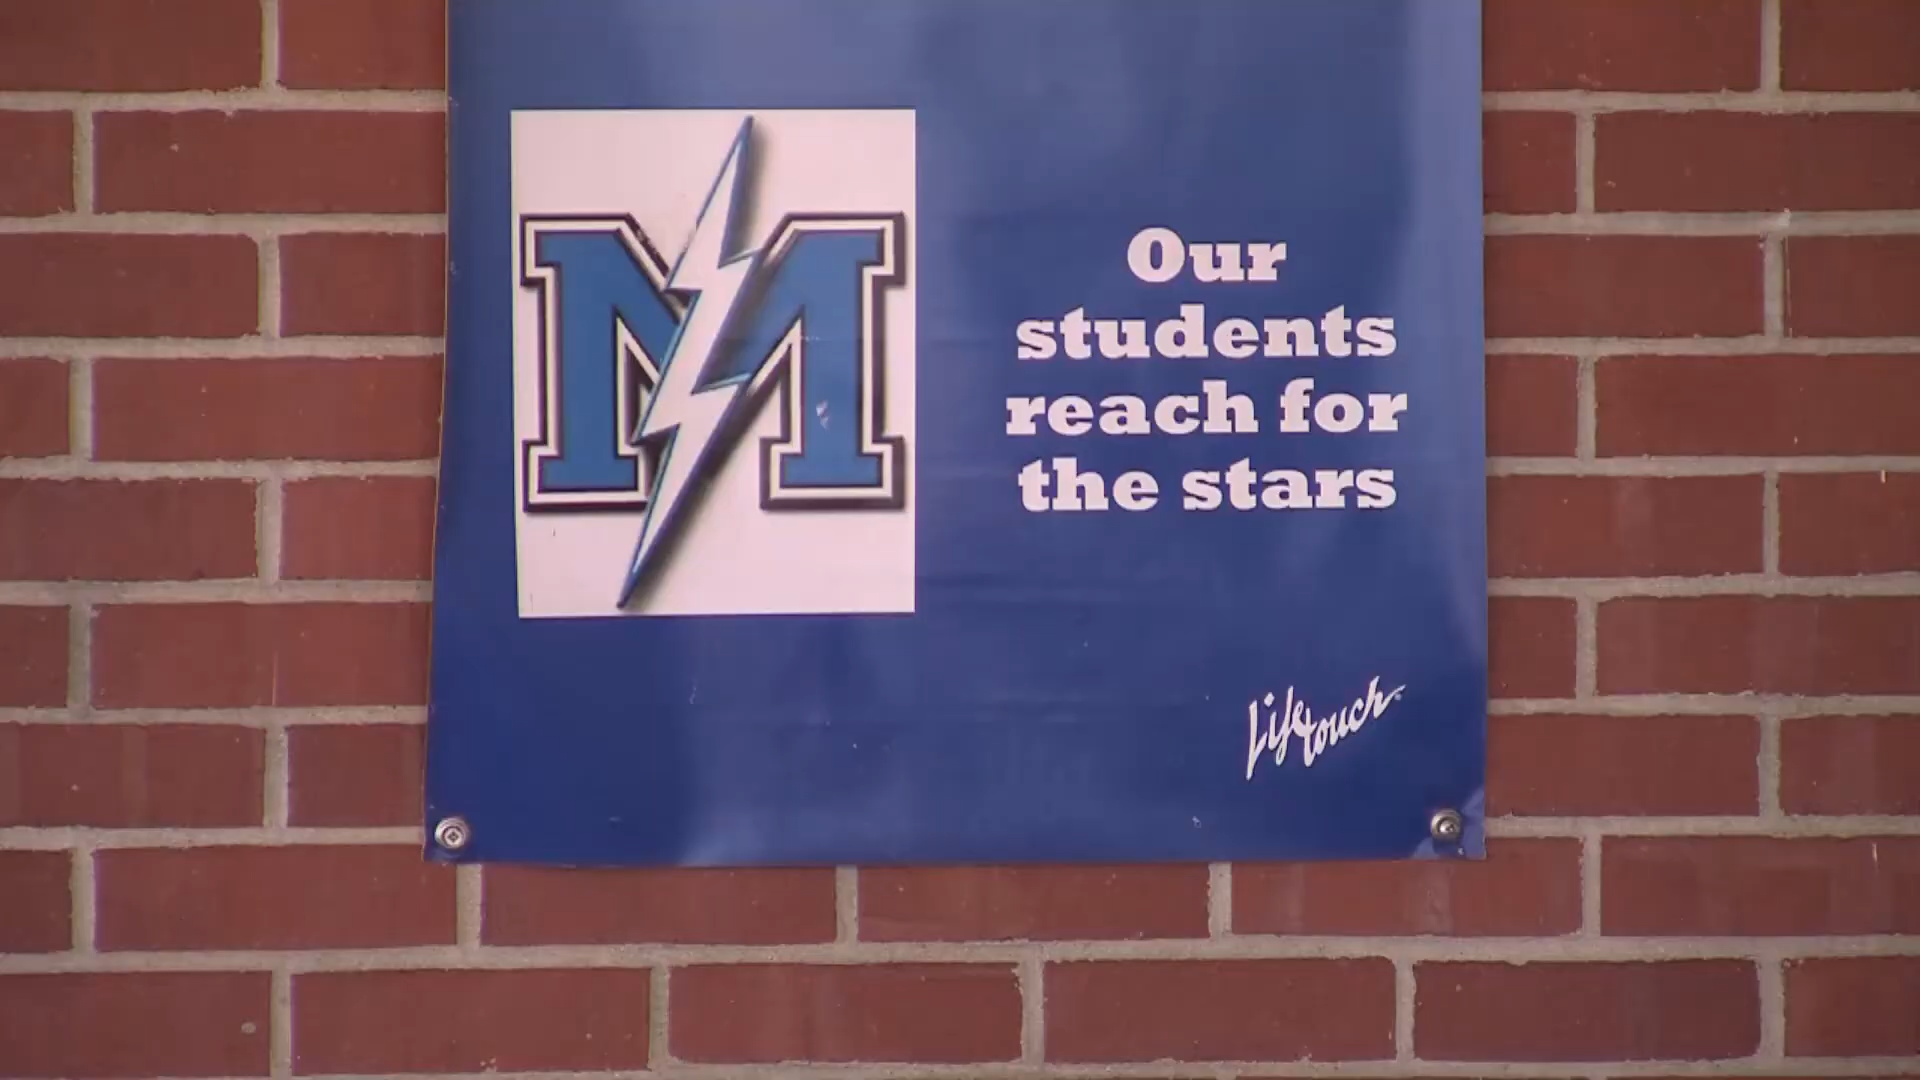 M
Our
students
reach for
the stars
Lifetouch